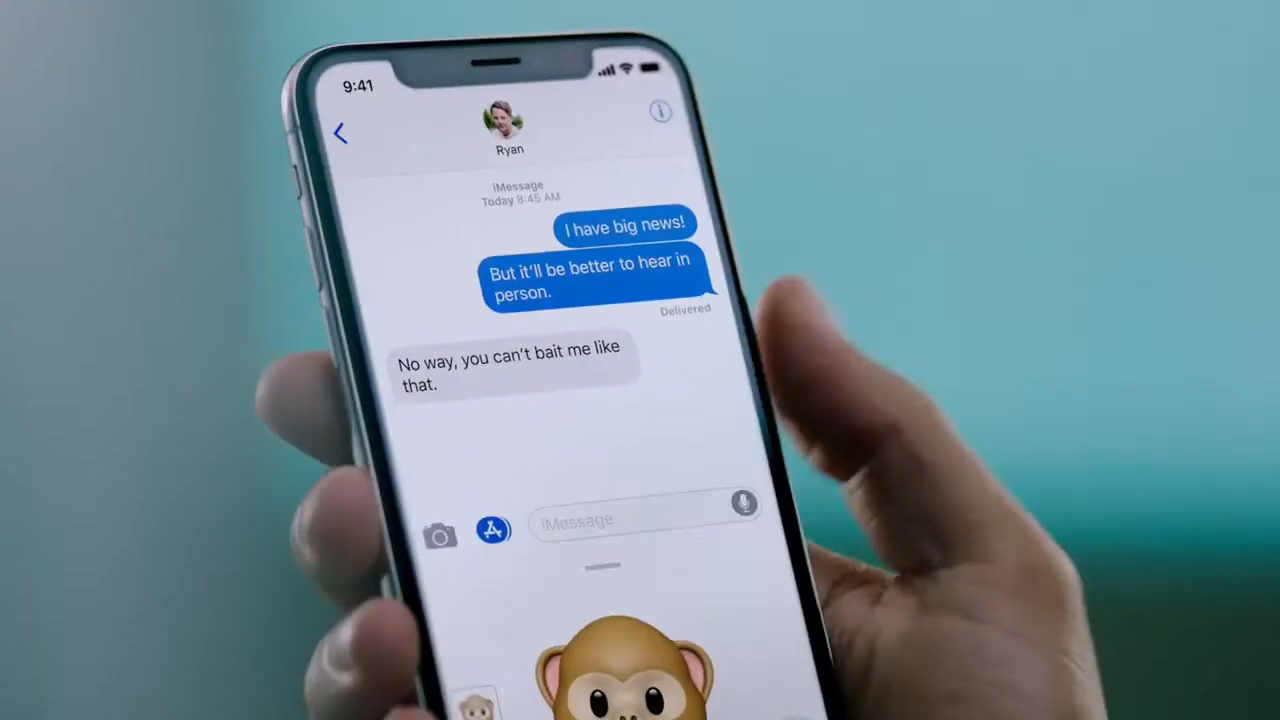 9:41
Ryan
iMessage
Today 8:45 AM
I have big news!
But it'll be better to hear in
person.
Delivered
No way, you can't bait me like
that.
iMessage